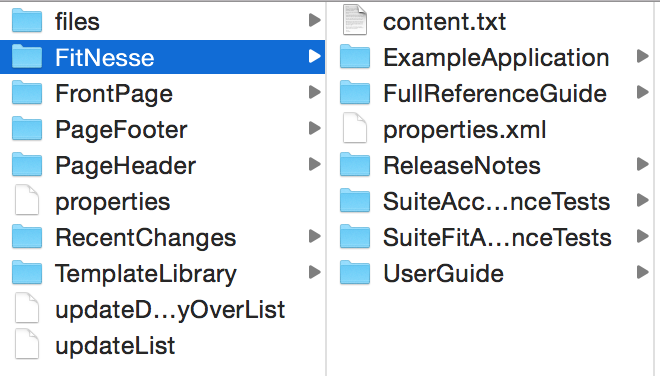 files
FitNesse
FrontPage
PageFooter
PageHeader
properties
RecentChanges
TemplateLibrary
updateD...yOverList
updateList
content.txt
ExampleApplication
FullReferenceGuide
properties.xml
ReleaseNotes
SuiteAcc...nceTests
SuiteFitA...nceTests
UserGuide